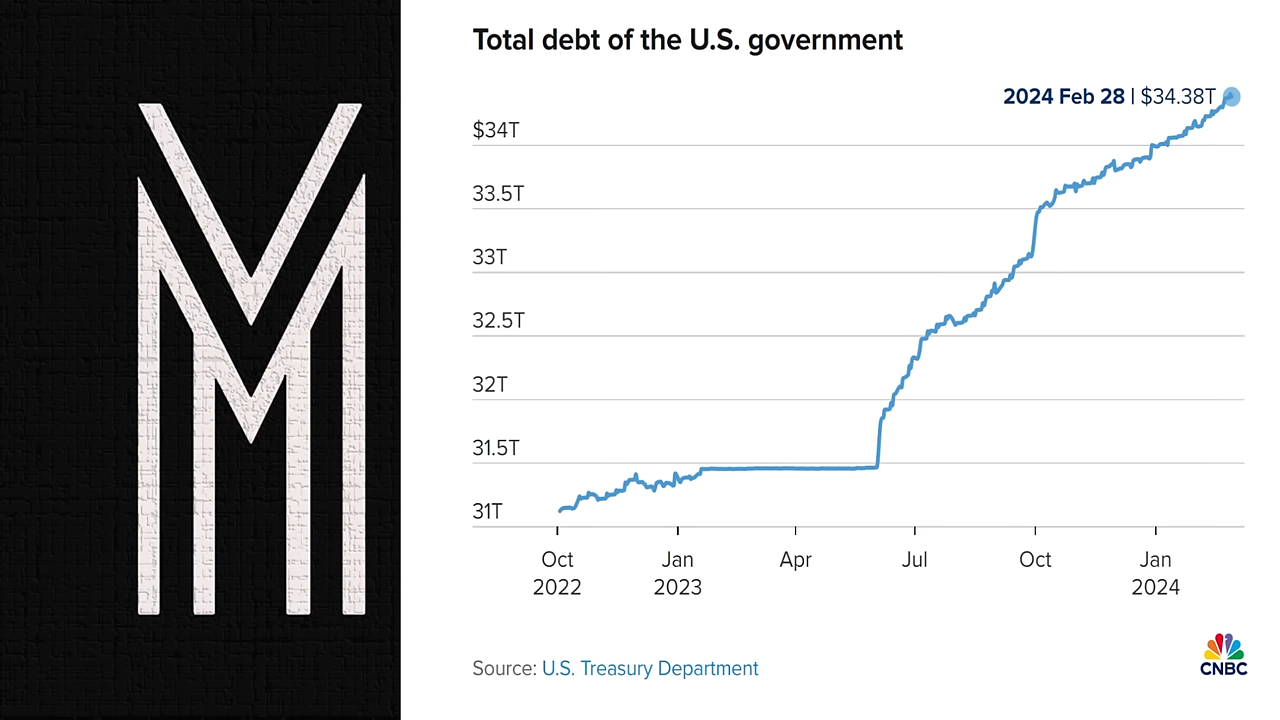 Total debt of the U.S. government
2024 Feb 28 | $34.38T
$34T
33.5T
33T
32.5T
32T
31.5T
31T
Oct Jan Apr Jul Oct Jan
2022 2023 2024
Source: U.S. Treasury Department
CNBC